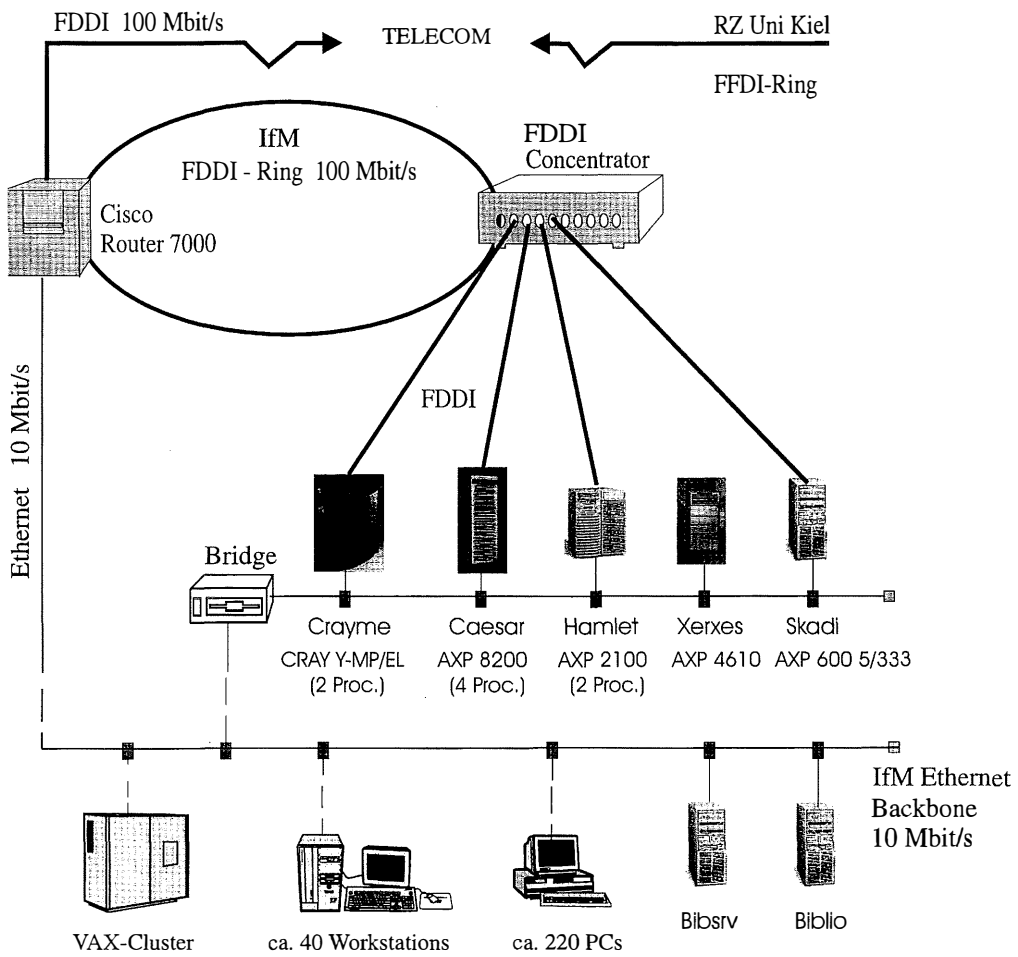 FDDI 100 Mbit/s
TELECOM
RZ Uni Kiel
FFDI-Ring
IfM
FDDI - Ring 100 Mbit/s
FDDI
Concentrator
Cisco
Router 7000
Ethernet 10 Mbit/s
FDDI
Bridge
Crayme
CRAY Y-MP/EL
(2 Proc.)
Caesar
AXP 8200
(4 Proc.)
Hamlet
AXP 2100
(2 Proc.)
Xerxes
AXP 4610
Skadi
AXP 600 5/333
IfM Ethernet
Backbone
10 Mbit/s
VAX-Cluster
ca. 40 Workstations
ca. 220 PCs
Bibsrv
Biblio